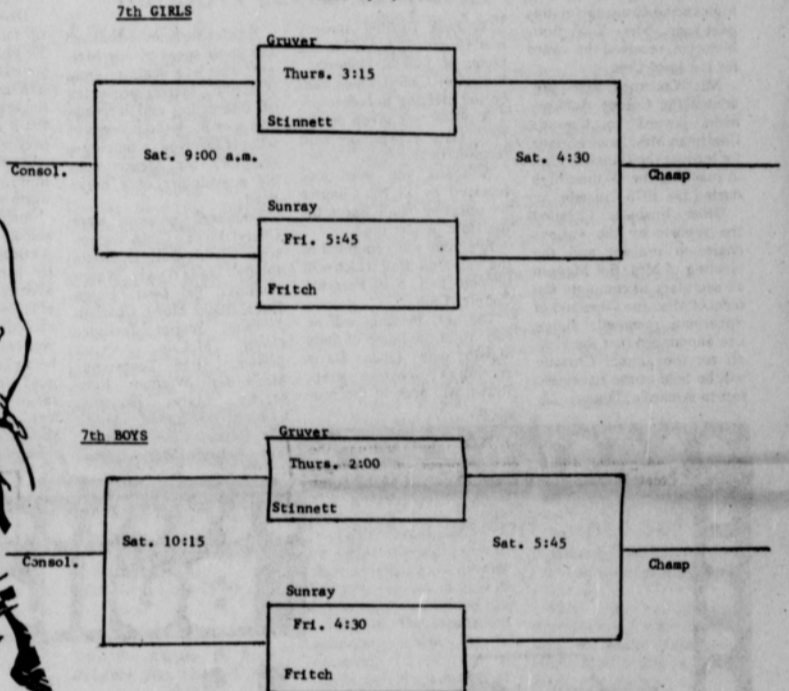 7th GIRLS
Gruver
Thurs. 3:15
Stinnett
Sat. 9:00 a.m.
Sat. 4:30
Consol.
Champ
Sunray
Fri. 5:45
Fritch
7th BOYS
Gruver
Thurs. 2:00
Stinnett
Sat. 10:15
Sat. 5:45
Consol.
Champ
Sunray
Fri. 4:30
Fritch